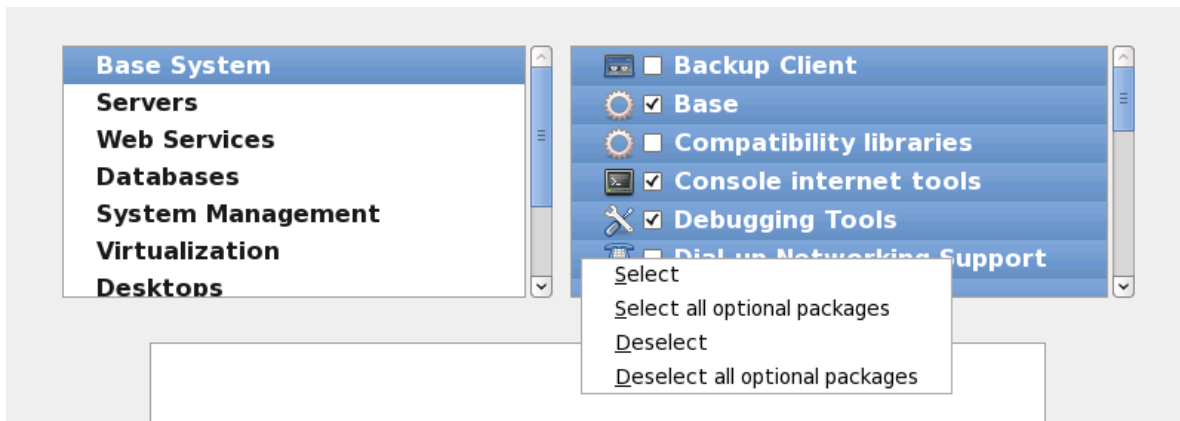 Base System
Servers
Web Services
Databases
System Management
Virtualization
Desktops
Backup Client
Base
Compatibility libraries
Console internet tools
Debugging Tools
Dial-up Networking Support
Select
Select all optional packages
Deselect
Deselect all optional packages